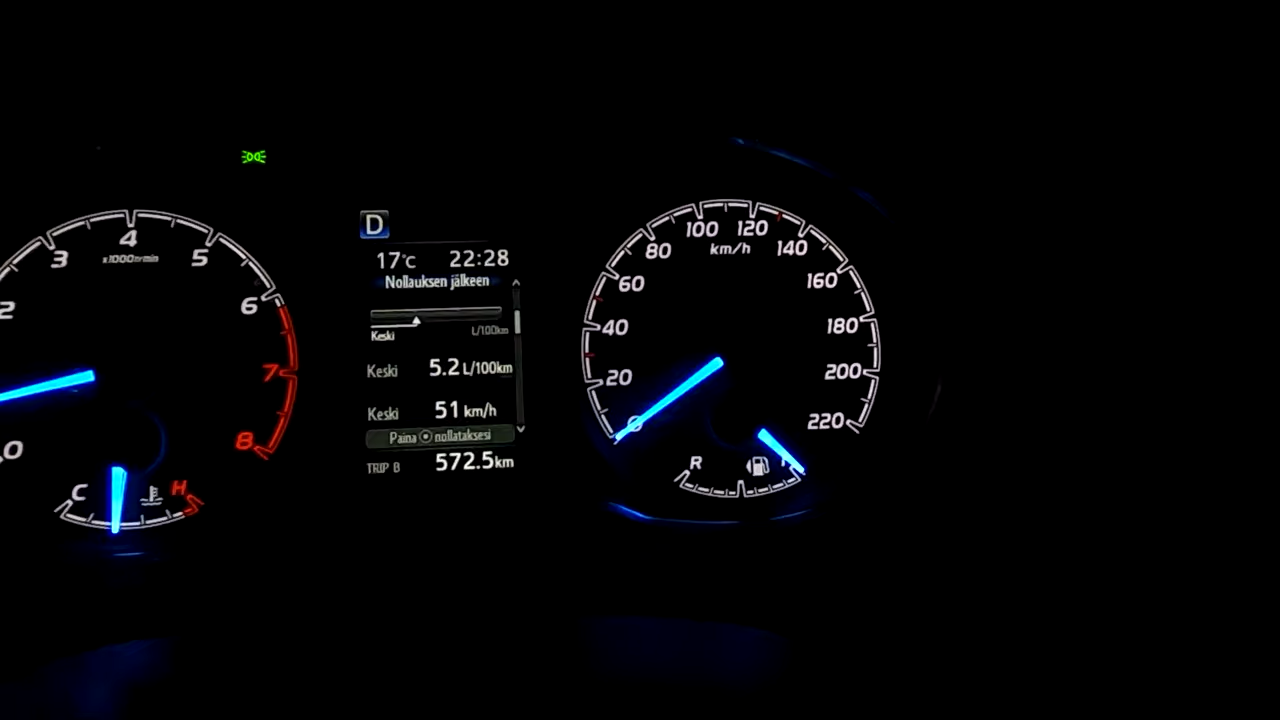 D
17°C 22:28
Nollauksen jälkeen
Keski L/100km
Keski 5.2 L/100km
Keski 51 km/h
Paina nollataksesi
TRIP B 572.5km
0 2 3 4 5 6 7 8
x1000r/min
C H
0 20 40 60 80 100 120 140 160 180 200 220
km/h
R